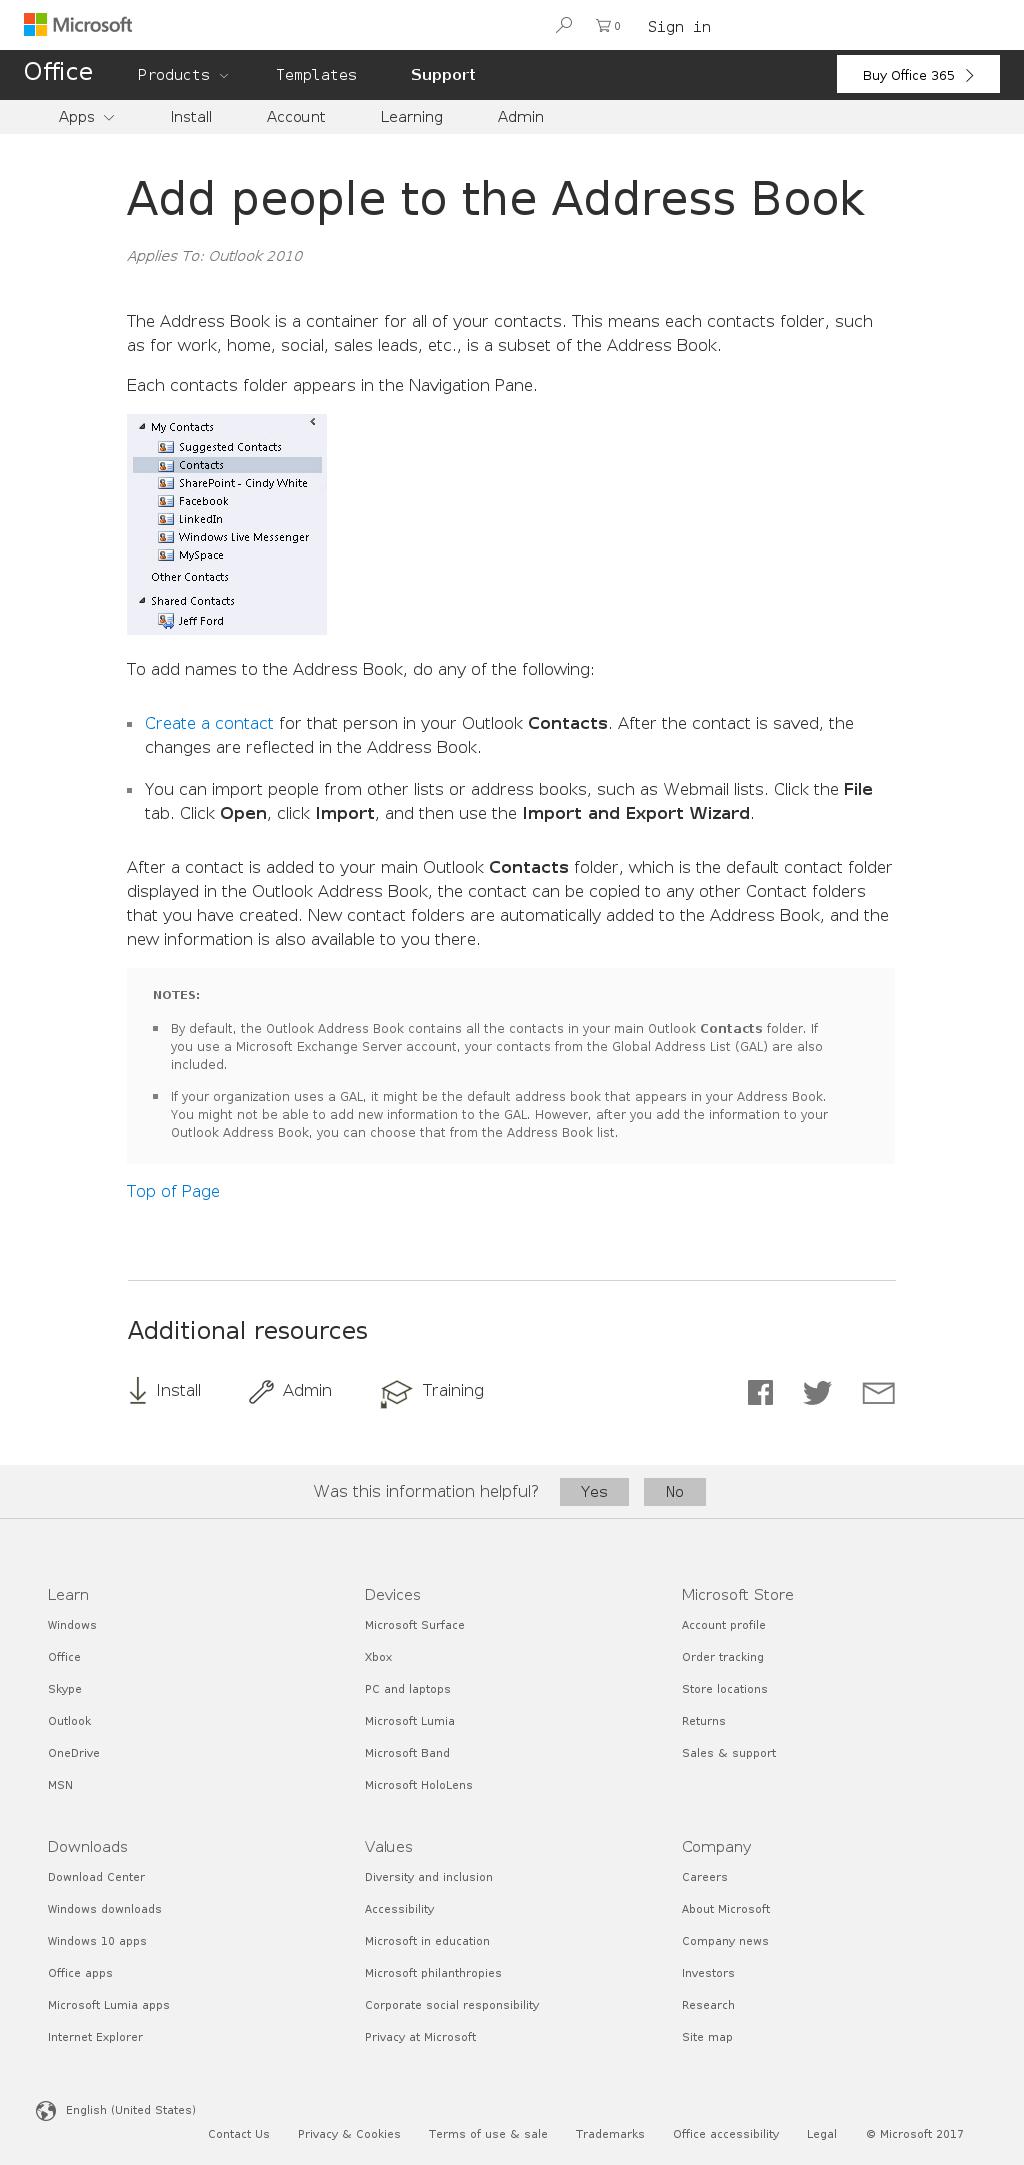 Microsoft
0
Sign in
Office
Products
Templates
Support
Buy Office 365
Apps
Install
Account
Learning
Admin
Add people to the Address Book
Applies To: Outlook 2010
The Address Book is a container for all of your contacts. This means each contacts folder, such
as for work, home, social, sales leads, etc., is a subset of the Address Book.
Each contacts folder appears in the Navigation Pane.
My Contacts
Suggested Contacts
Contacts
SharePoint - Cindy White
Facebook
LinkedIn
Windows Live Messenger
MySpace
Other Contacts
Shared Contacts
Jeff Ford
To add names to the Address Book, do any of the following:
Create a contact for that person in your Outlook Contacts. After the contact is saved, the
changes are reflected in the Address Book.
You can import people from other lists or address books, such as Webmail lists. Click the File
tab. Click Open, click Import, and then use the Import and Export Wizard.
After a contact is added to your main Outlook Contacts folder, which is the default contact folder
displayed in the Outlook Address Book, the contact can be copied to any other Contact folders
that you have created. New contact folders are automatically added to the Address Book, and the
new information is also available to you there.
NOTES:
By default, the Outlook Address Book contains all the contacts in your main Outlook Contacts folder. If
you use a Microsoft Exchange Server account, your contacts from the Global Address List (GAL) are also
included.
If your organization uses a GAL, it might be the default address book that appears in your Address Book.
You might not be able to add new information to the GAL. However, after you add the information to your
Outlook Address Book, you can choose that from the Address Book list.
Top of Page
Additional resources
Install
Admin
Training
Was this information helpful?
Yes
No
Learn
Windows
Office
Skype
Outlook
OneDrive
MSN
Devices
Microsoft Surface
Xbox
PC and laptops
Microsoft Lumia
Microsoft Band
Microsoft HoloLens
Microsoft Store
Account profile
Order tracking
Store locations
Returns
Sales & support
Downloads
Download Center
Windows downloads
Windows 10 apps
Office apps
Microsoft Lumia apps
Internet Explorer
Values
Diversity and inclusion
Accessibility
Microsoft in education
Microsoft philanthropies
Corporate social responsibility
Privacy at Microsoft
Company
Careers
About Microsoft
Company news
Investors
Research
Site map
English (United States)
Contact Us
Privacy & Cookies
Terms of use & sale
Trademarks
Office accessibility
Legal
© Microsoft 2017